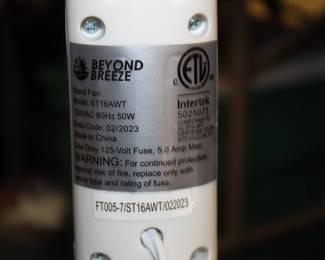 BEYOND
BREEZE
Stand Fan
Model: ST16AWT
120VAC 60Hz 50W
Date Code: 02/2023
Made in China
Use Only 125-Volt Fuse, 5.0 Amp Max.
WARNING: For continued protection
against risk of fire, replace only with
same type and rating of fuse.
ETL
Intertek
5025073
FT005-7/ST16AWT/022023